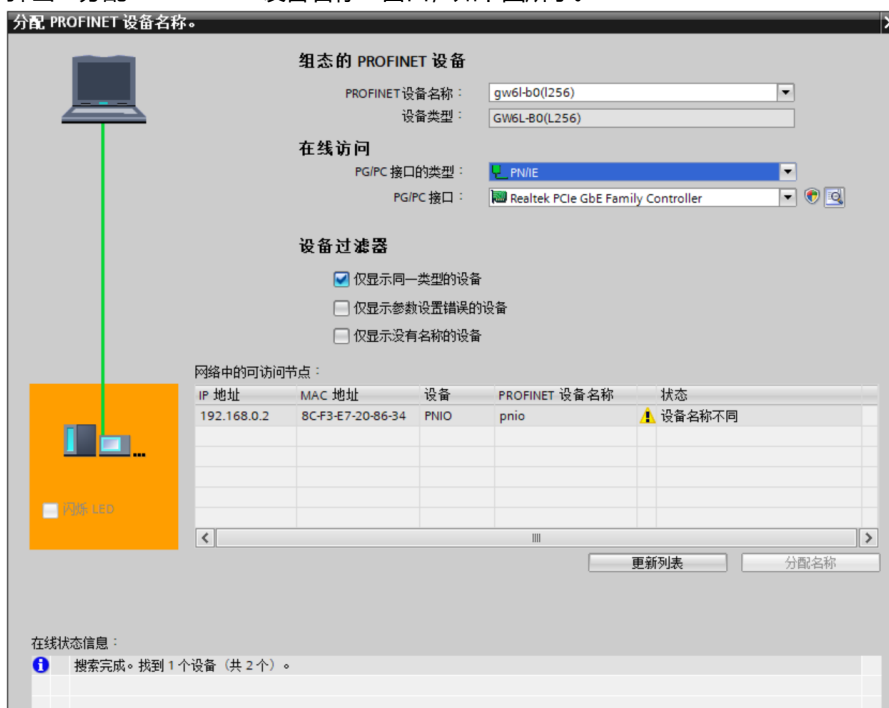 分配 PROFINET 设备名称。
组态的 PROFINET 设备
PROFINET设备名称： gw6l-b0(l256)
设备类型： GW6L-B0(L256)
在线访问
PG/PC 接口的类型： PN/IE
PG/PC 接口： Realtek PCIe GbE Family Controller
设备过滤器
仅显示同一类型的设备
仅显示参数设置错误的设备
仅显示没有名称的设备
网络中的可访问节点：
IP 地址 MAC 地址 设备 PROFINET 设备名称 状态
192.168.0.2 8C-F3-E7-20-86-34 PNIO pnio 设备名称不同
闪烁 LED
更新列表 分配名称
在线状态信息：
搜索完成。找到 1 个设备（共 2 个）。